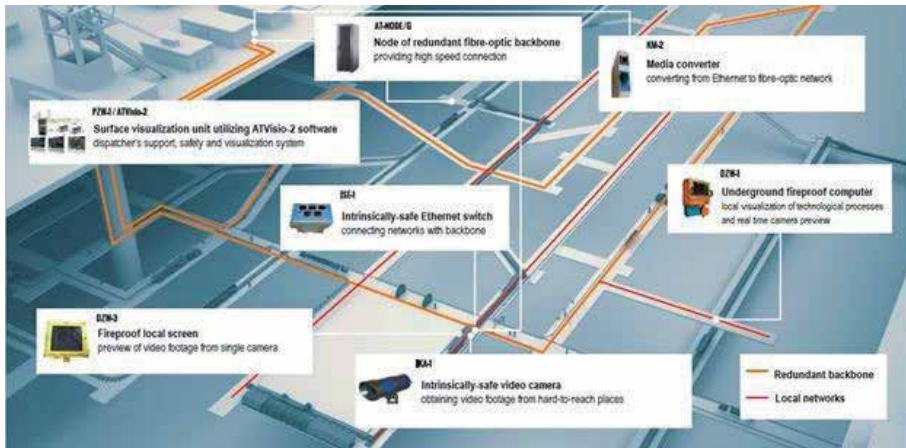 AT-NODE/G
Node of redundant fibre-optic backbone
providing high speed connection
KM-2
Media converter
converting from Ethernet to fibre-optic network
PZW-1 / ATVisio-2
Surface visualization unit utilizing ATVisio-2 software
dispatcher's support, safety and visualization system
Intrinsically-safe Ethernet switch
connecting networks with backbone
DZW-1
Underground fireproof computer
local visualization of technological processes
and real time camera preview
DZW-3
Fireproof local screen
preview of video footage from single camera
Intrinsically-safe video camera
obtaining video footage from hard-to-reach places
Redundant backbone
Local networks